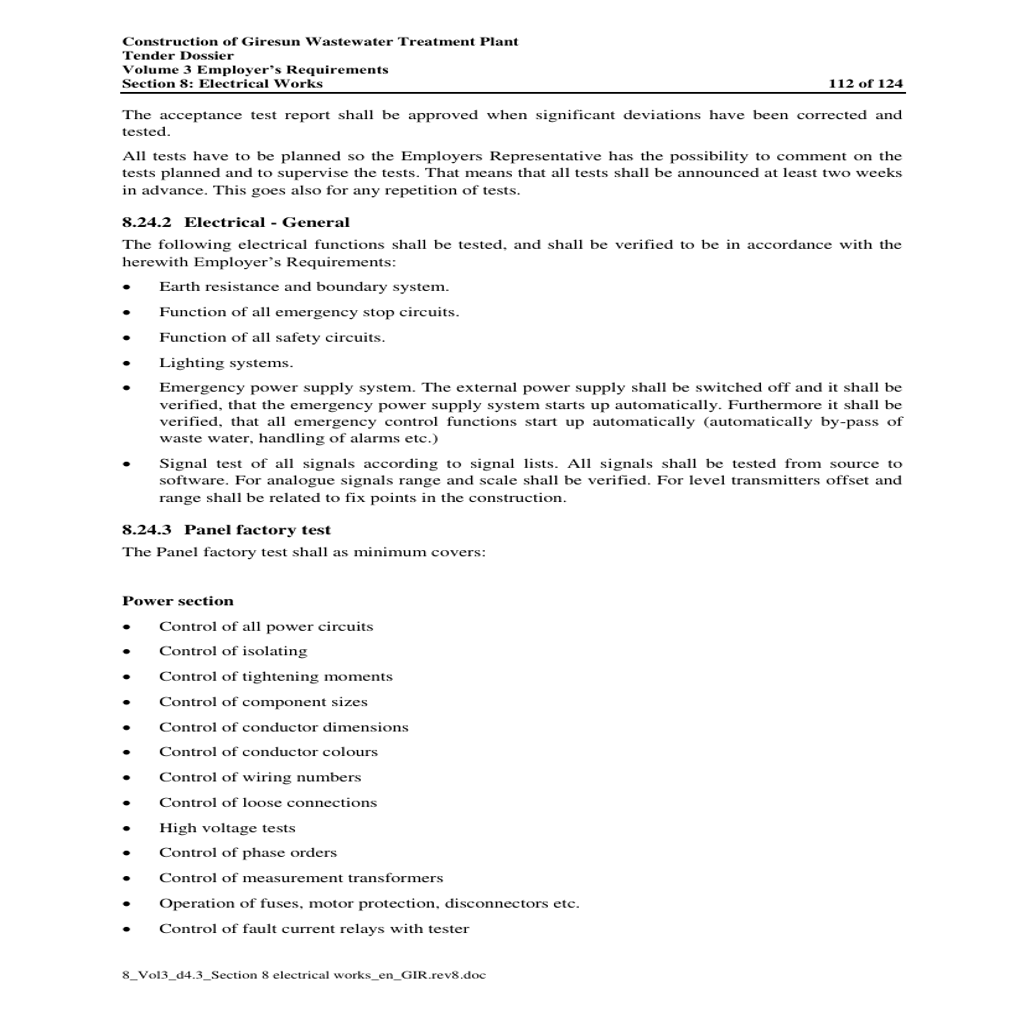 Construction of Giresun Wastewater Treatment Plant
Tender Dossier
Volume 3 Employer's Requirements
Section 8: Electrical Works 112 of 124
The acceptance test report shall be approved when significant deviations have been corrected and
tested.
All tests have to be planned so the Employers Representative has the possibility to comment on the
tests planned and to supervise the tests. That means that all tests shall be announced at least two weeks
in advance. This goes also for any repetition of tests.
8.24.2 Electrical - General
The following electrical functions shall be tested, and shall be verified to be in accordance with the
herewith Employer's Requirements:
• Earth resistance and boundary system.
• Function of all emergency stop circuits.
• Function of all safety circuits.
• Lighting systems.
• Emergency power supply system. The external power supply shall be switched off and it shall be
verified, that the emergency power supply system starts up automatically. Furthermore it shall be
verified, that all emergency control functions start up automatically (automatically by-pass of
waste water, handling of alarms etc.)
• Signal test of all signals according to signal lists. All signals shall be tested from source to
software. For analogue signals range and scale shall be verified. For level transmitters offset and
range shall be related to fix points in the construction.
8.24.3 Panel factory test
The Panel factory test shall as minimum covers:
Power section
• Control of all power circuits
• Control of isolating
• Control of tightening moments
• Control of component sizes
• Control of conductor dimensions
• Control of conductor colours
• Control of wiring numbers
• Control of loose connections
• High voltage tests
• Control of phase orders
• Control of measurement transformers
• Operation of fuses, motor protection, disconnectors etc.
• Control of fault current relays with tester
8_Vol3_d4.3_Section 8 electrical works_en_GIR.rev8.doc